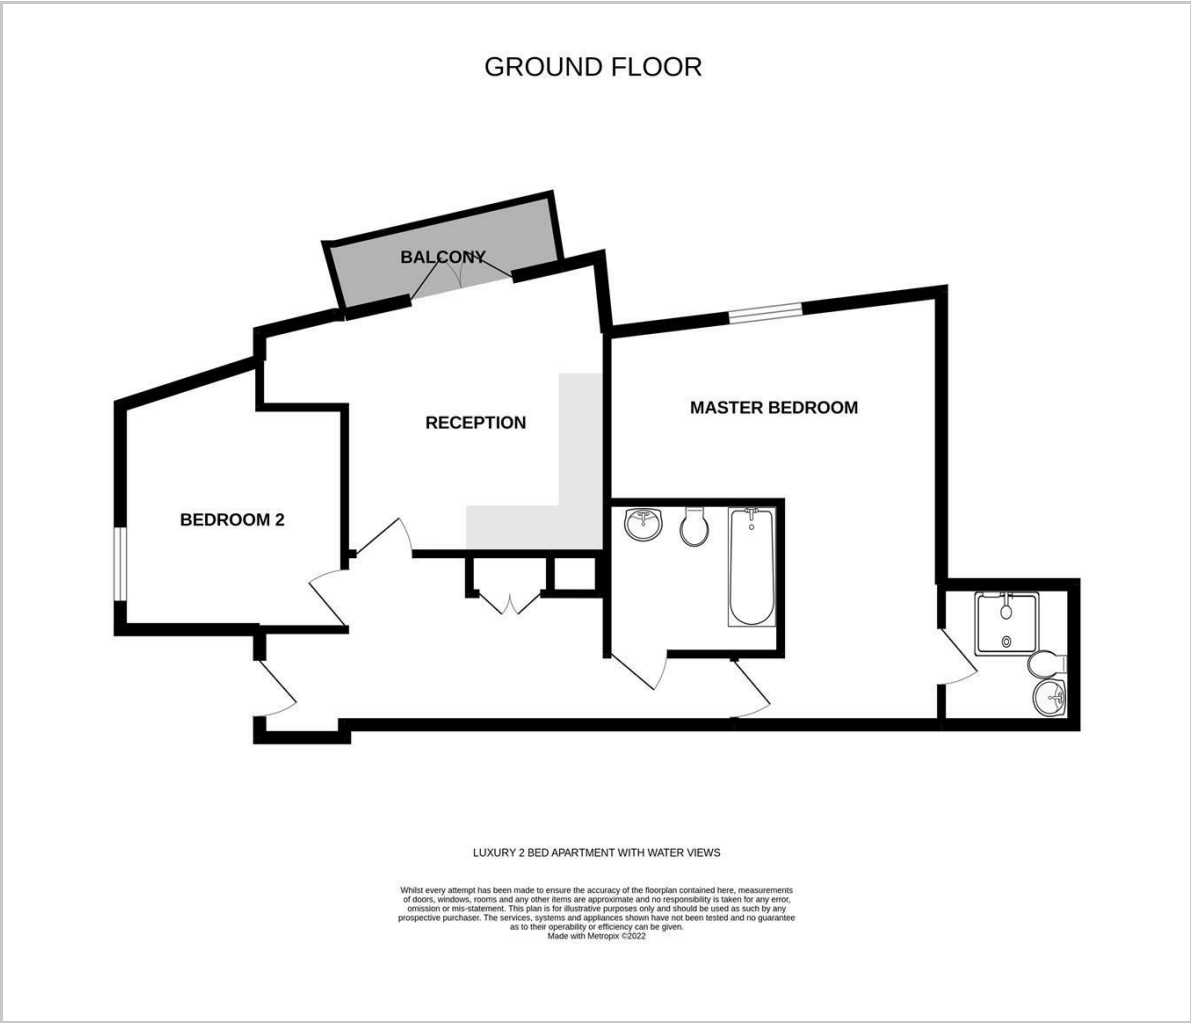 GROUND FLOOR
BALCONY
RECEPTION
MASTER BEDROOM
BEDROOM 2
LUXURY 2 BED APARTMENT WITH WATER VIEWS
Whilst every attempt has been made to ensure the accuracy of the floorplan contained here, measurements
of doors, windows, rooms and any other items are approximate and no responsibility is taken for any error,
omission or mis-statement. This plan is for illustrative purposes only and should be used as such by any
prospective purchaser. The services, systems and appliances shown have not been tested and no guarantee
as to their operability or efficiency can be given.
Made with Metropix ©2022